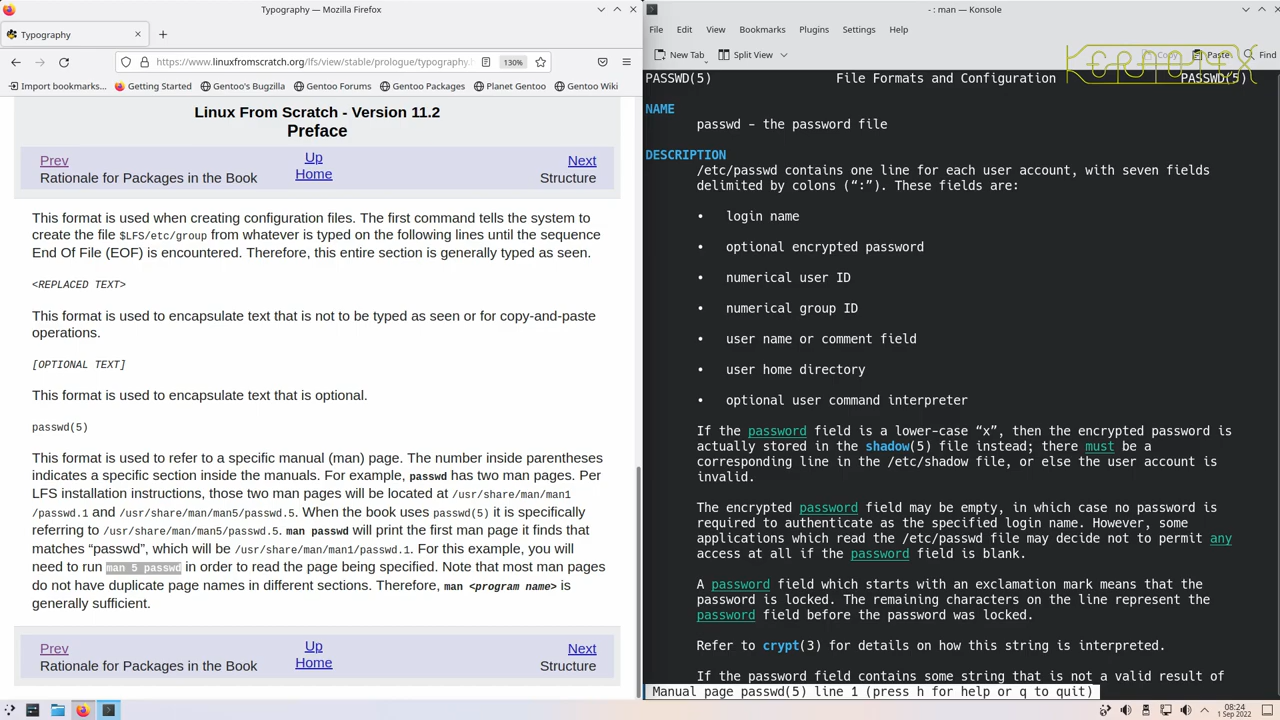 Typography — Mozilla Firefox
Typography
https://www.linuxfromscratch.org/lfs/view/stable/prologue/typography.
130%
Import bookmarks...
Getting Started
Gentoo's Bugzilla
Gentoo Forums
Gentoo Packages
Planet Gentoo
Gentoo Wiki
Linux From Scratch - Version 11.2
Preface
Prev
Up
Next
Rationale for Packages in the Book
Home
Structure
This format is used when creating configuration files. The first command tells the system to
create the file $LFS/etc/group from whatever is typed on the following lines until the sequence
End Of File (EOF) is encountered. Therefore, this entire section is generally typed as seen.
<REPLACED TEXT>
This format is used to encapsulate text that is not to be typed as seen or for copy-and-paste
operations.
[OPTIONAL TEXT]
This format is used to encapsulate text that is optional.
passwd(5)
This format is used to refer to a specific manual (man) page. The number inside parentheses
indicates a specific section inside the manuals. For example, passwd has two man pages. Per
LFS installation instructions, those two man pages will be located at /usr/share/man/man1
/passwd.1 and /usr/share/man/man5/passwd.5. When the book uses passwd(5) it is specifically
referring to /usr/share/man/man5/passwd.5. man passwd will print the first man page it finds that
matches “passwd”, which will be /usr/share/man/man1/passwd.1. For this example, you will
need to run man 5 passwd in order to read the page being specified. Note that most man pages
do not have duplicate page names in different sections. Therefore, man <program name> is
generally sufficient.
Prev
Up
Next
Rationale for Packages in the Book
Home
Structure
- : man — Konsole
File Edit View Bookmarks Plugins Settings Help
New Tab
Split View
Copy
Paste
Find
PASSWD(5) File Formats and Configuration PASSWD(5)
NAME
passwd - the password file
DESCRIPTION
/etc/passwd contains one line for each user account, with seven fields
delimited by colons (“:”). These fields are:
• login name
• optional encrypted password
• numerical user ID
• numerical group ID
• user name or comment field
• user home directory
• optional user command interpreter
If the password field is a lower-case “x”, then the encrypted password is
actually stored in the shadow(5) file instead; there must be a
corresponding line in the /etc/shadow file, or else the user account is
invalid.
The encrypted password field may be empty, in which case no password is
required to authenticate as the specified login name. However, some
applications which read the /etc/passwd file may decide not to permit any
access at all if the password field is blank.
A password field which starts with an exclamation mark means that the
password is locked. The remaining characters on the line represent the
password field before the password was locked.
Refer to crypt(3) for details on how this string is interpreted.
If the password field contains some string that is not a valid result of
Manual page passwd(5) line 1 (press h for help or q to quit)
08:24
1 Sep 2022